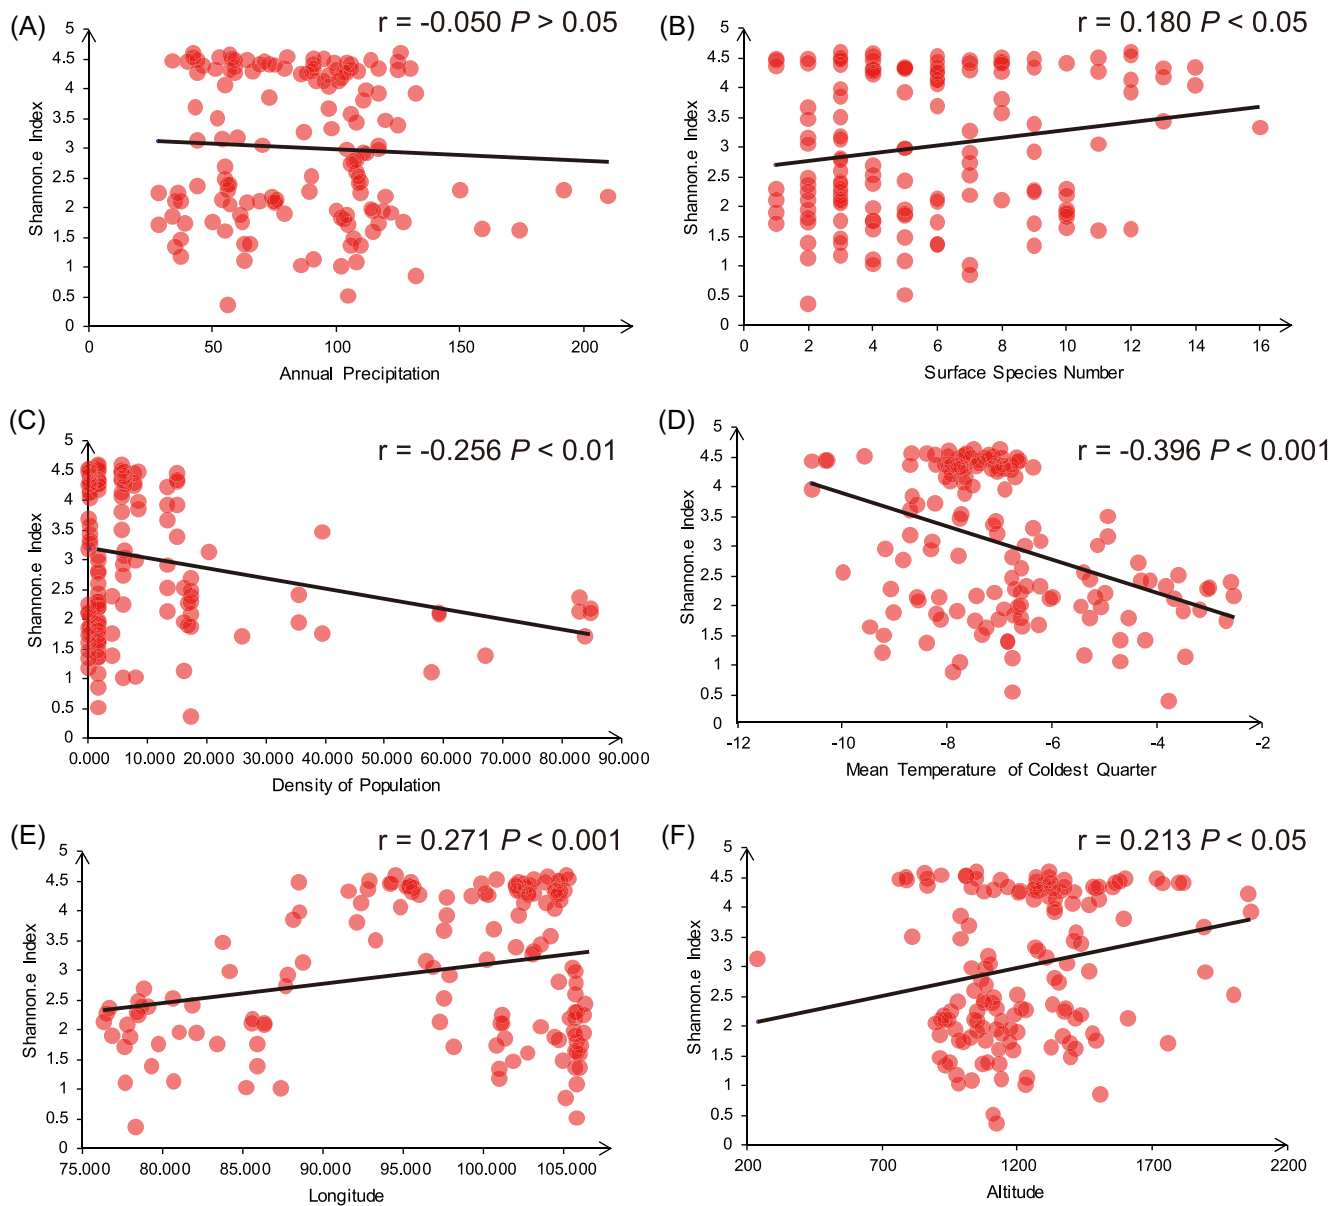 (A)
r = -0.050 P > 0.05
5
4.5
4
3.5
3
2.5
2
1.5
1
0.5
0
Shannon.e Index
0 50 100 150 200
Annual Precipitation
(B)
r = 0.180 P < 0.05
5
4.5
4
3.5
3
2.5
2
1.5
1
0.5
0
Shannon.e Index
0 2 4 6 8 10 12 14 16
Surface Species Number
(C)
r = -0.256 P < 0.01
5
4.5
4
3.5
3
2.5
2
1.5
1
0.5
0
Shannon.e Index
0.000 10.000 20.000 30.000 40.000 50.000 60.000 70.000 80.000 90.000
Density of Population
(D)
r = -0.396 P < 0.001
5
4.5
4
3.5
3
2.5
2
1.5
1
0.5
0
Shannon.e Index
-12 -10 -8 -6 -4 -2
Mean Temperature of Coldest Quarter
(E)
r = 0.271 P < 0.001
5
4.5
4
3.5
3
2.5
2
1.5
1
0.5
0
Shannon.e Index
75.000 80.000 85.000 90.000 95.000 100.000 105.000
Longitude
(F)
r = 0.213 P < 0.05
5
4.5
4
3.5
3
2.5
2
1.5
1
0.5
0
Shannon.e Index
200 700 1200 1700 2200
Altitude